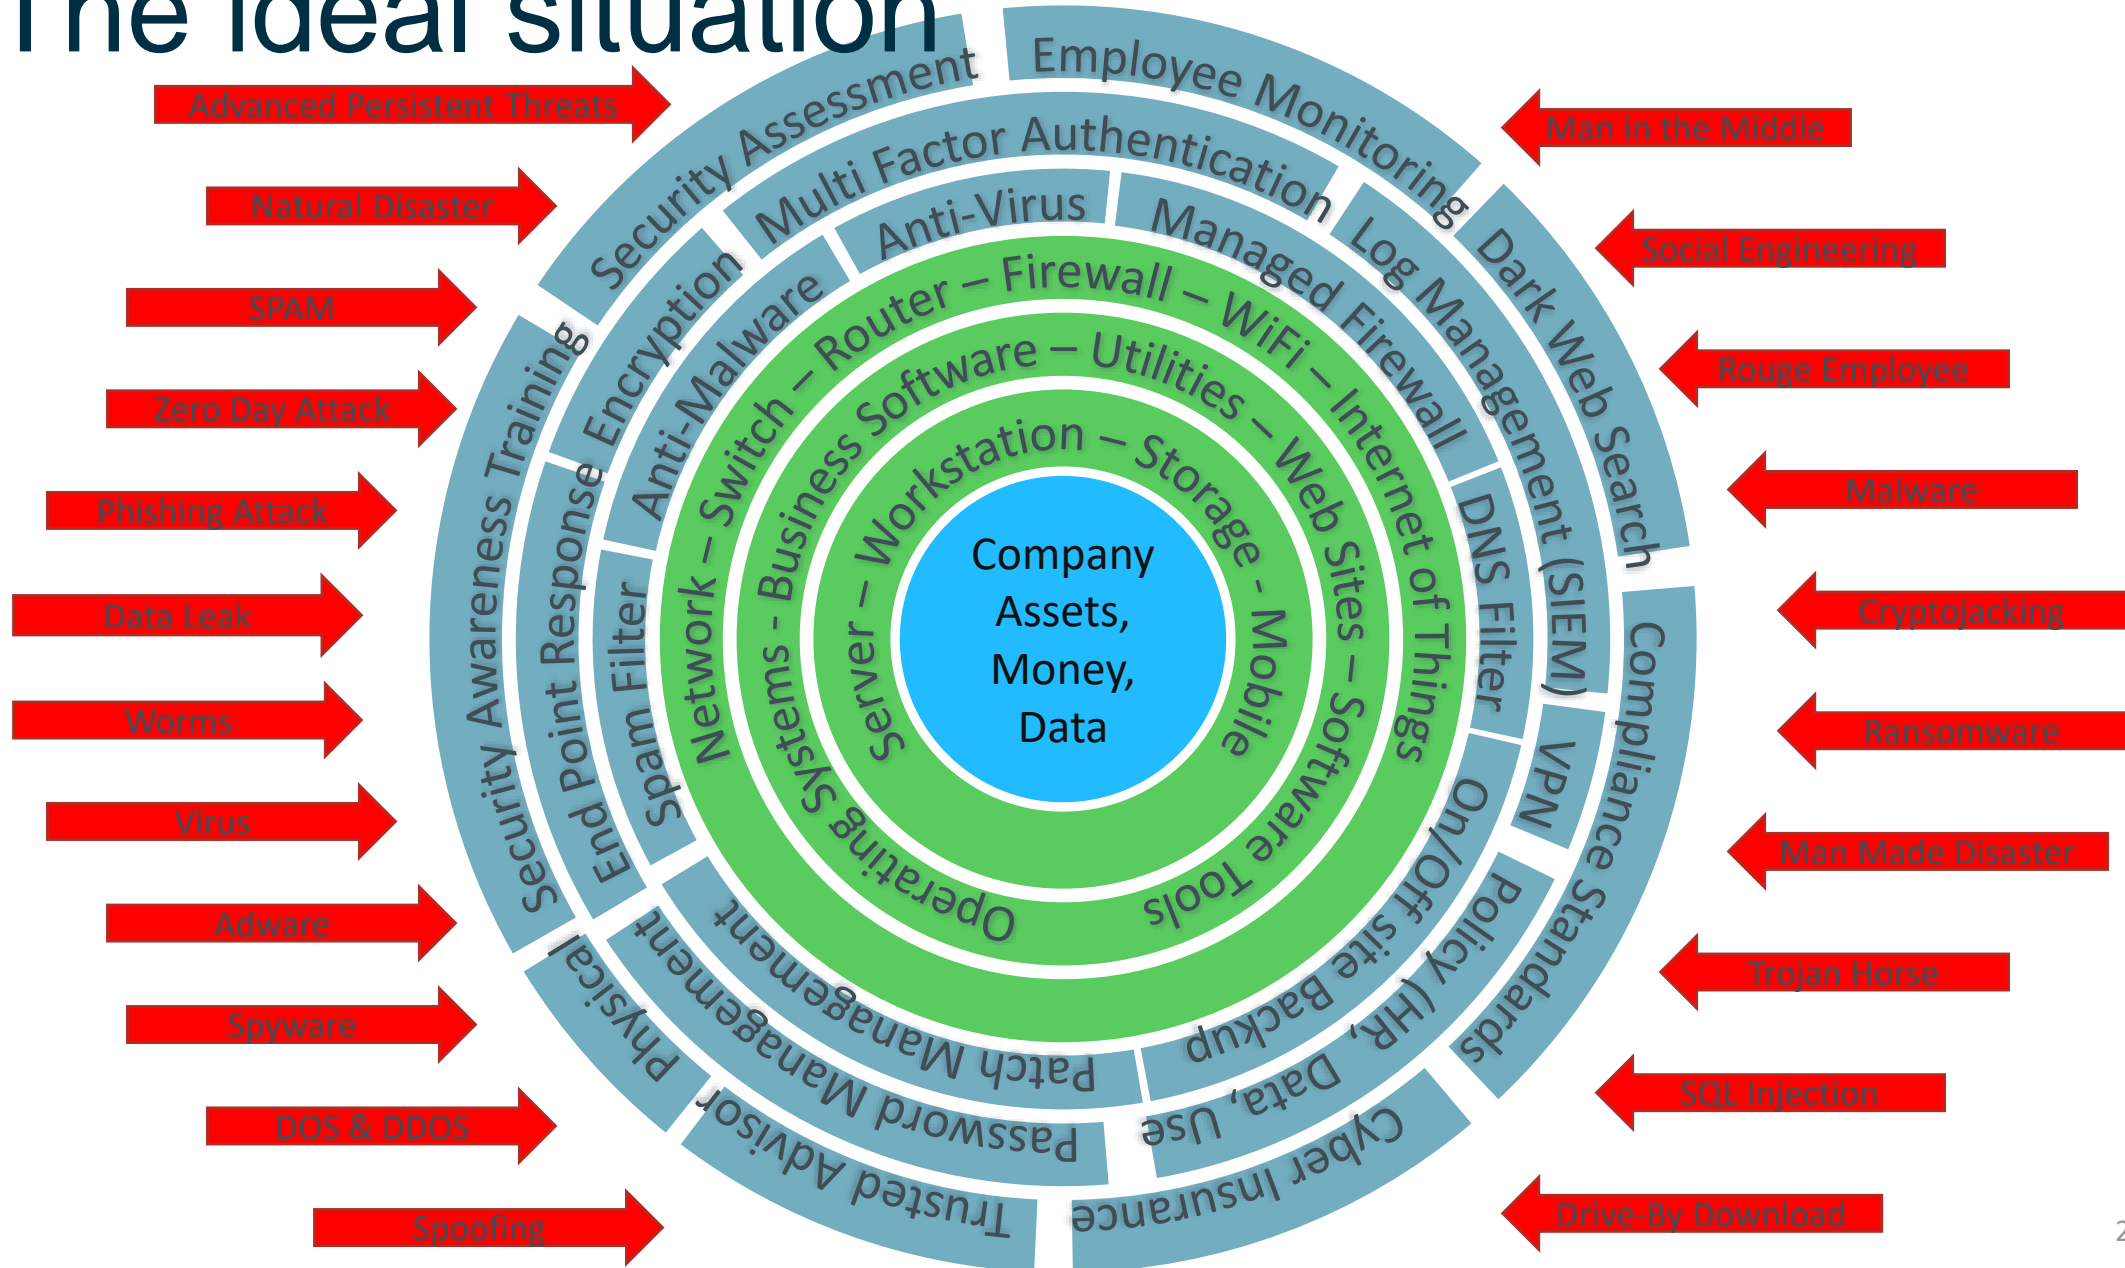 The ideal situation
Advanced Persistent Threats
Natural Disaster
SPAM
Zero Day Attack
Phishing Attack
Data Leak
Worms
Virus
Adware
Spyware
DOS & DDOS
Spoofing
Security Assessment
Employee Monitoring
Dark Web Search
Compliance Standards
Cyber Insurance
Trusted Advisor
Physical
Security Awareness Training
Encryption
Multi Factor Authentication
Log Management (SIEM)
VPN
Policy (HR, Data, Use
Password Management
End Point Response
Anti-Malware
Anti-Virus
Managed Firewall
DNS Filter
On/Off site Backup
Patch Management
Spam Filter
Network – Switch – Router – Firewall – WiFi – Internet of Things
Operating Systems - Business Software – Utilities – Web Sites – Software Tools
Server – Workstation – Storage - Mobile
Company
Assets,
Money,
Data
Man in the Middle
Social Engineering
Rouge Employee
Malware
Cryptojacking
Ransomware
Man Made Disaster
Trojan Horse
SQL Injection
Drive-By Download
2